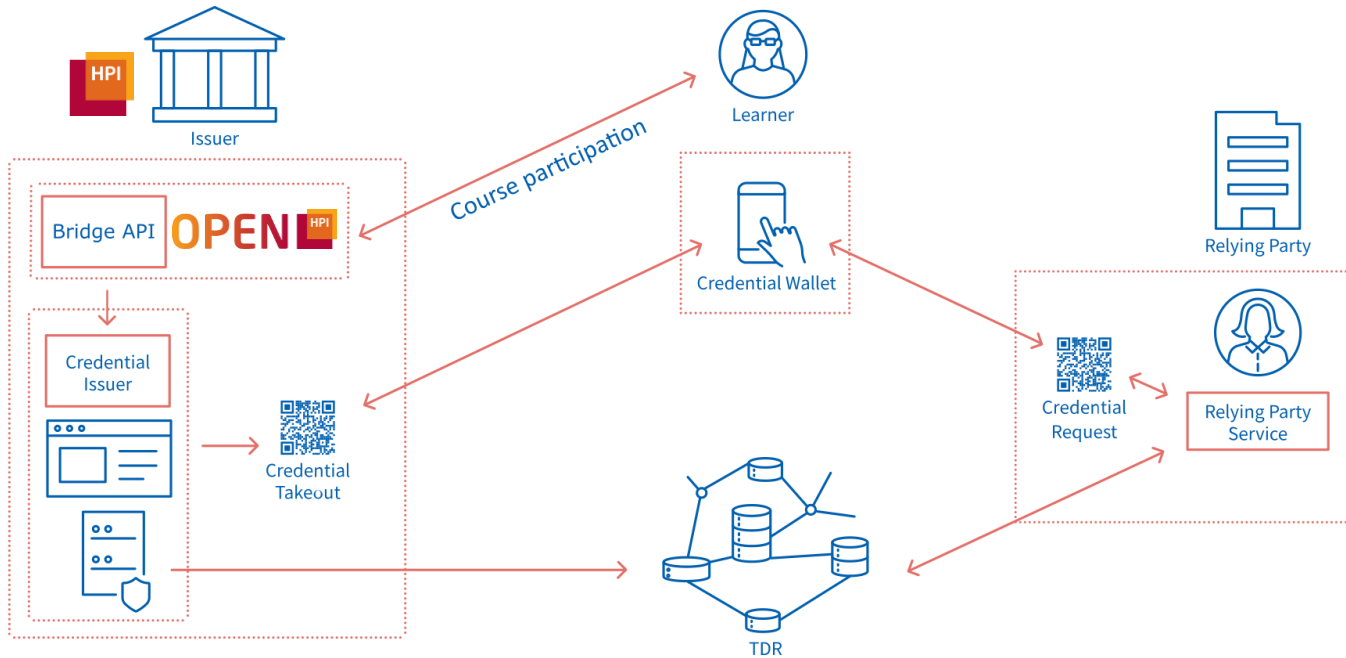 HPI
Issuer
Learner
Course participation
Bridge API
OPEN
HPI
Credential Wallet
Relying Party
Credential
Issuer
Credential
Takeout
Credential
Request
Relying Party
Service
TDR